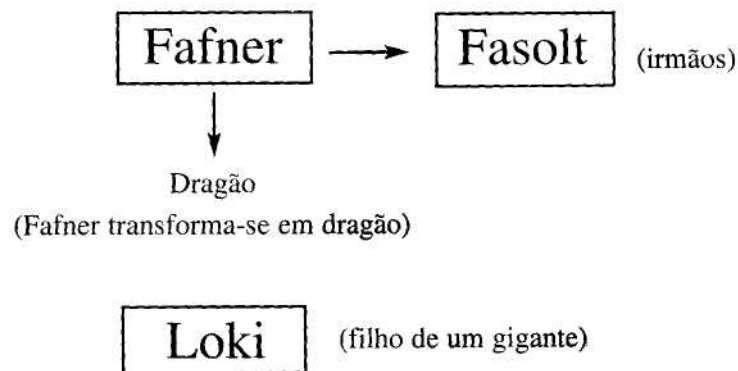 Fafner Fasolt (irmãos)
Dragão
(Fafner transforma-se em dragão)
Loki (filho de um gigante)